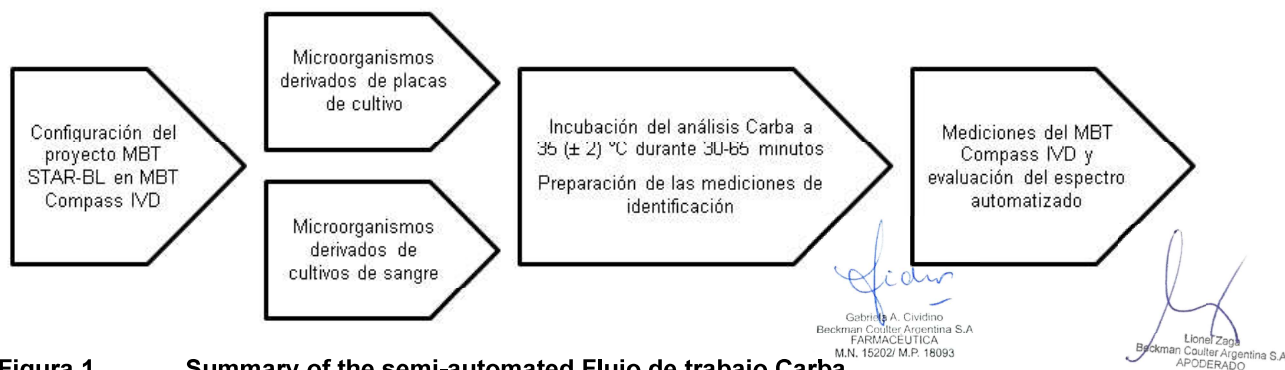 Configuración del
proyecto MBT
STAR-BL en MBT
Compass IVD
Microorganismos
derivados de placas
de cultivo
Microorganismos
derivados de
cultivos de sangre
Incubación del análisis Carba a
35 (± 2) °C durante 30-65 minutos
Preparación de las mediciones de
identificación
Mediciones del MBT
Compass IVD y
evaluación del espectro
automatizado
Gabriela A. Cividino
Beckman Coulter Argentina S.A
FARMACEUTICA
M.N. 15202/ M.P. 18093
Lionel Zaga
Beckman Coulter Argentina S.A
APODERADO
Figura 1 Summary of the semi-automated Flujo de trabajo Carba